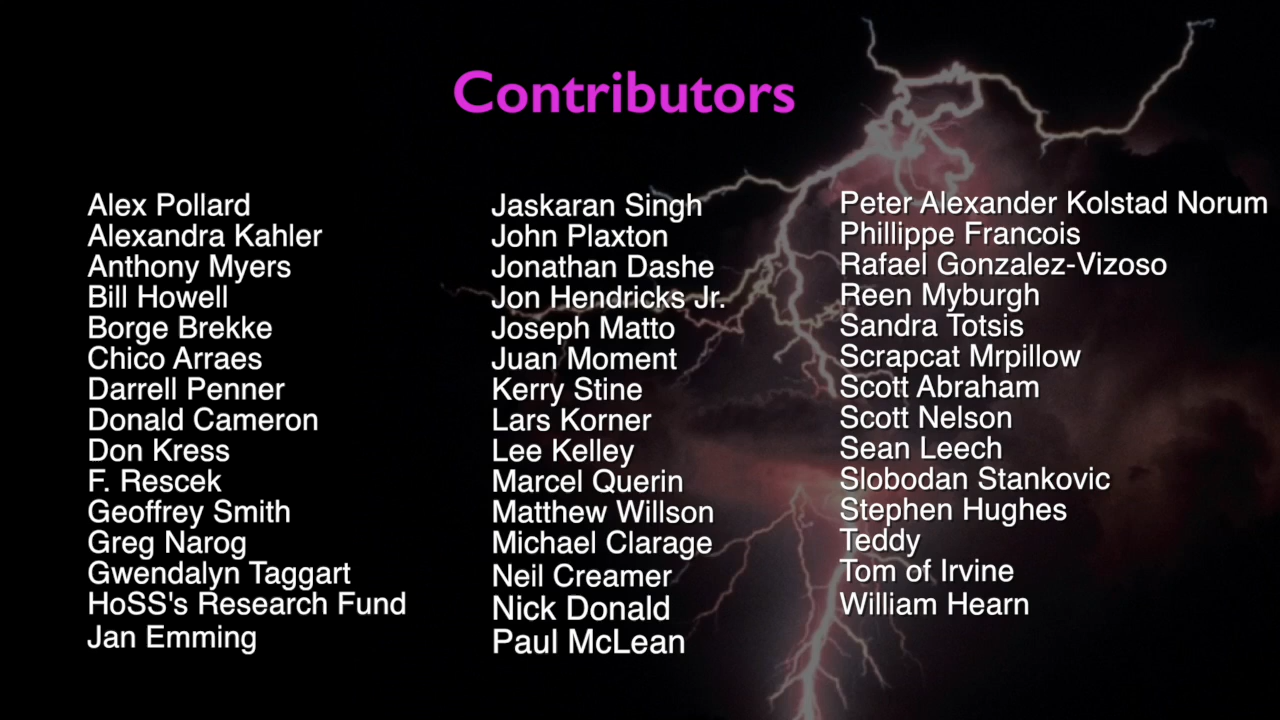 Contributors
Alex Pollard
Alexandra Kahler
Anthony Myers
Bill Howell
Borge Brekke
Chico Arraes
Darrell Penner
Donald Cameron
Don Kress
F. Rescek
Geoffrey Smith
Greg Narog
Gwendalyn Taggart
HoSS's Research Fund
Jan Emming
Jaskaran Singh
John Plaxton
Jonathan Dashe
Jon Hendricks Jr.
Joseph Matto
Juan Moment
Kerry Stine
Lars Korner
Lee Kelley
Marcel Querin
Matthew Willson
Michael Clarage
Neil Creamer
Nick Donald
Paul McLean
Peter Alexander Kolstad Norum
Phillippe Francois
Rafael Gonzalez-Vizoso
Reen Myburgh
Sandra Totsis
Scrapcat Mrpillow
Scott Abraham
Scott Nelson
Sean Leech
Slobodan Stankovic
Stephen Hughes
Teddy
Tom of Irvine
William Hearn